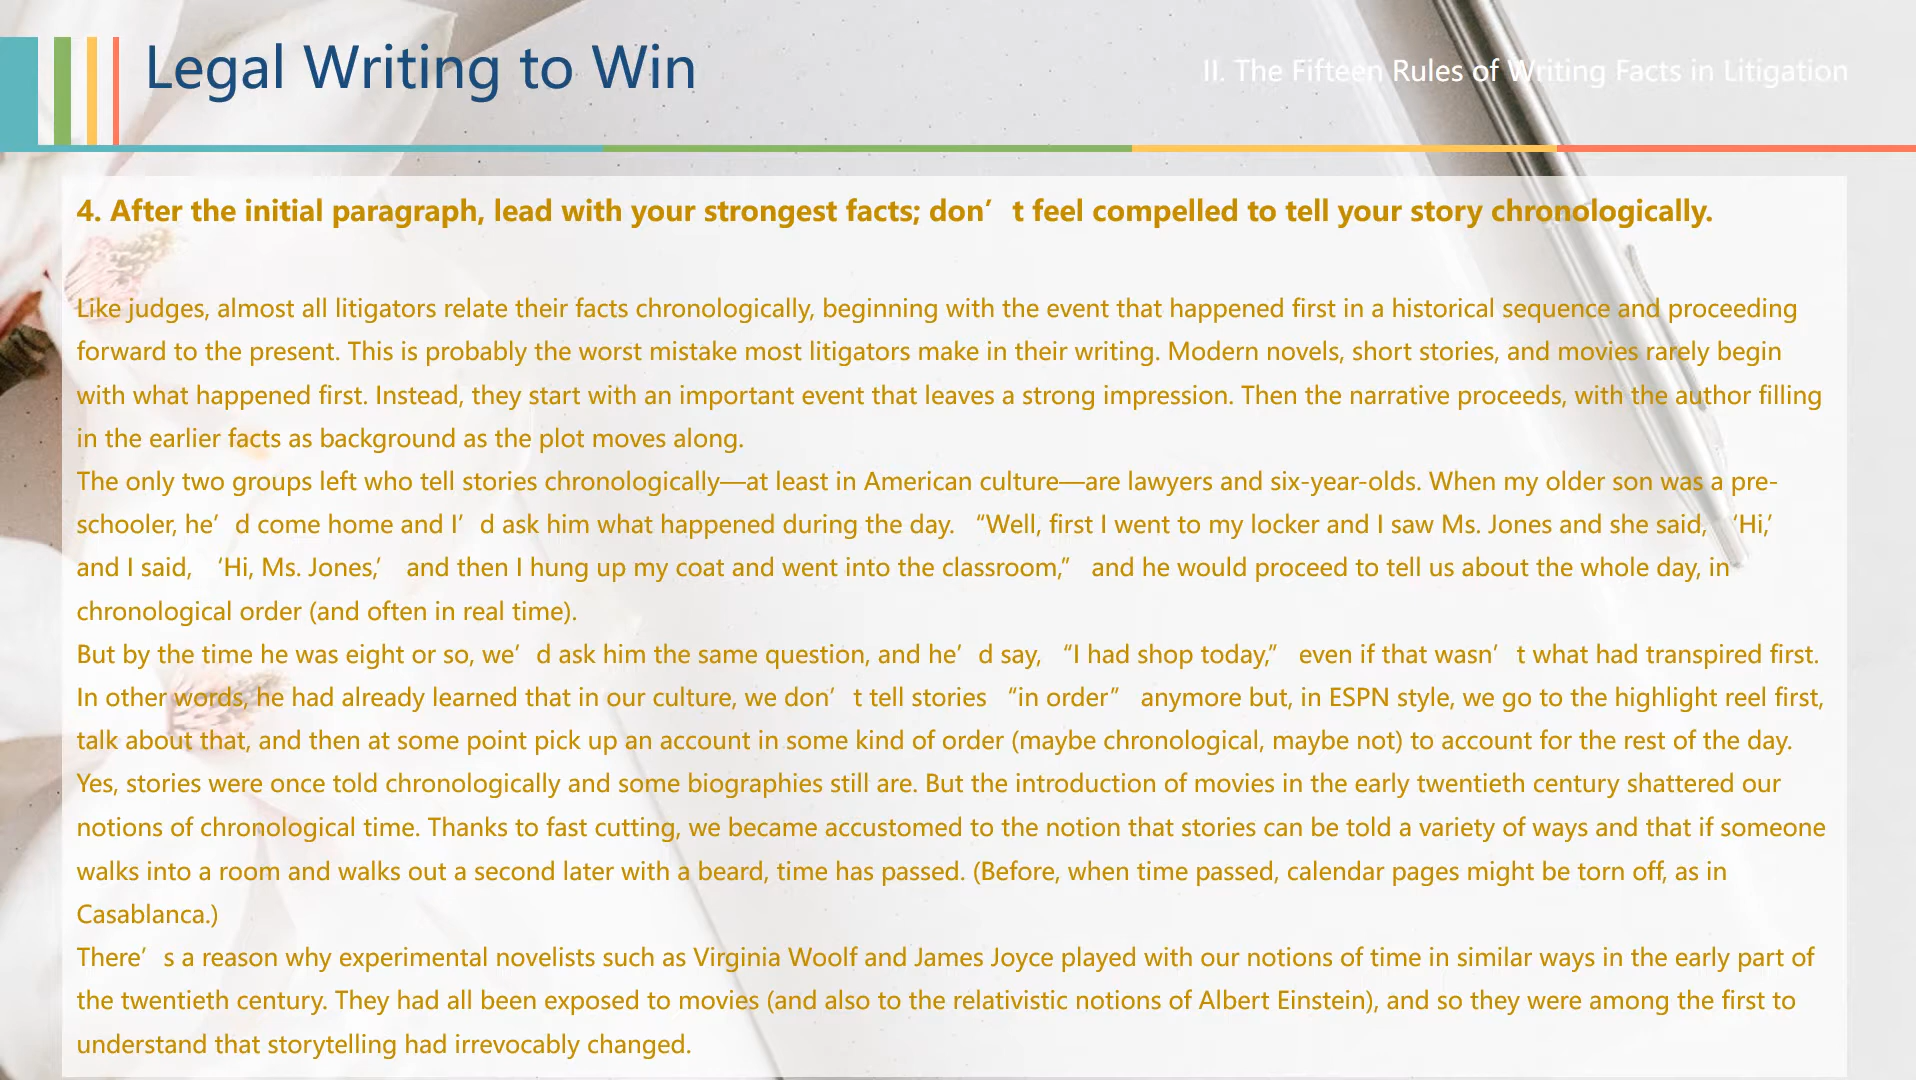 Legal Writing to Win
II. The Fifteen Rules of Writing Facts in Litigation
4. After the initial paragraph, lead with your strongest facts; don’t feel compelled to tell your story chronologically.
Like judges, almost all litigators relate their facts chronologically, beginning with the event that happened first in a historical sequence and proceeding
forward to the present. This is probably the worst mistake most litigators make in their writing. Modern novels, short stories, and movies rarely begin
with what happened first. Instead, they start with an important event that leaves a strong impression. Then the narrative proceeds, with the author filling
in the earlier facts as background as the plot moves along.
The only two groups left who tell stories chronologically—at least in American culture—are lawyers and six-year-olds. When my older son was a pre-
schooler, he’d come home and I’d ask him what happened during the day. “Well, first I went to my locker and I saw Ms. Jones and she said, ‘Hi,’
and I said, ‘Hi, Ms. Jones,’ and then I hung up my coat and went into the classroom,” and he would proceed to tell us about the whole day, in
chronological order (and often in real time).
But by the time he was eight or so, we’d ask him the same question, and he’d say, “I had shop today,” even if that wasn’t what had transpired first.
In other words, he had already learned that in our culture, we don’t tell stories “in order” anymore but, in ESPN style, we go to the highlight reel first,
talk about that, and then at some point pick up an account in some kind of order (maybe chronological, maybe not) to account for the rest of the day.
Yes, stories were once told chronologically and some biographies still are. But the introduction of movies in the early twentieth century shattered our
notions of chronological time. Thanks to fast cutting, we became accustomed to the notion that stories can be told a variety of ways and that if someone
walks into a room and walks out a second later with a beard, time has passed. (Before, when time passed, calendar pages might be torn off, as in
Casablanca.)
There’s a reason why experimental novelists such as Virginia Woolf and James Joyce played with our notions of time in similar ways in the early part of
the twentieth century. They had all been exposed to movies (and also to the relativistic notions of Albert Einstein), and so they were among the first to
understand that storytelling had irrevocably changed.